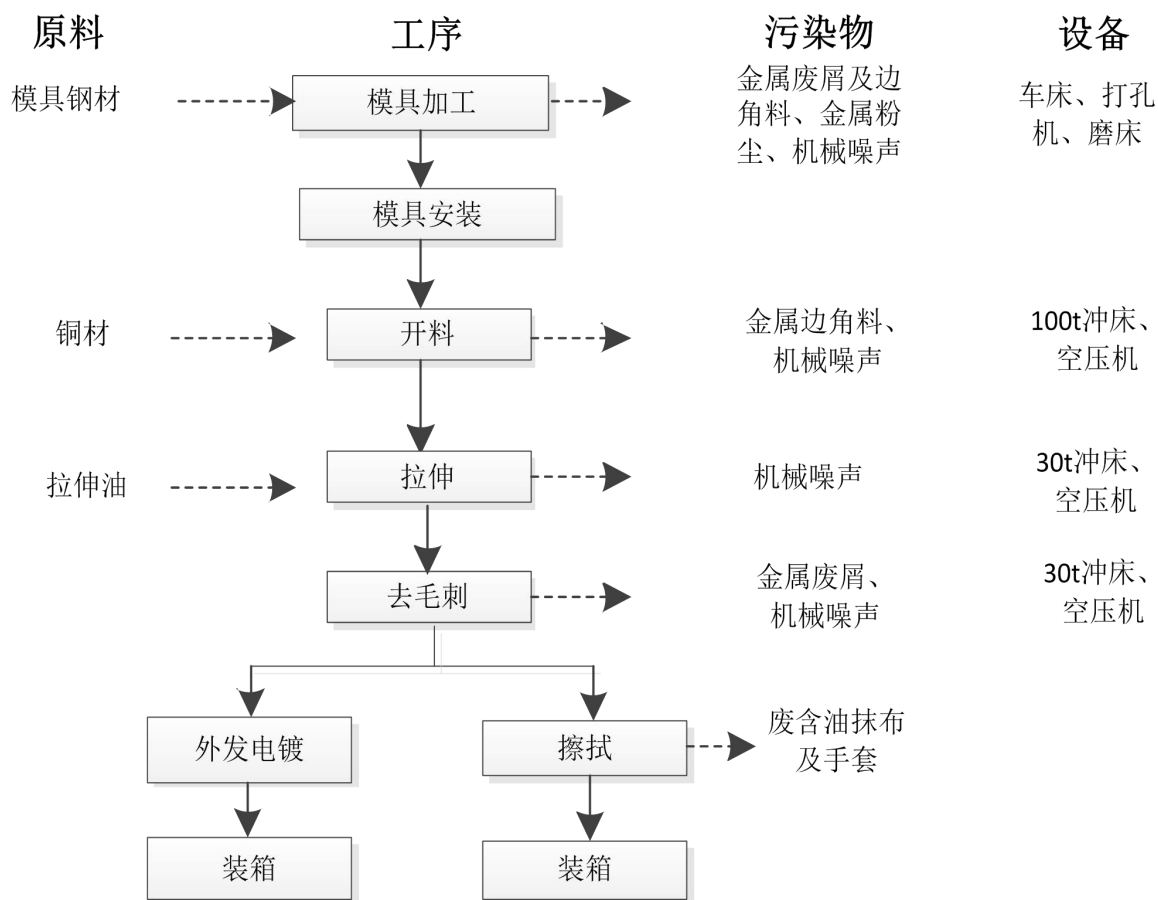 原料 工序 污染物 设备
模具钢材 模具加工 金属废屑及边
角料、金属粉
尘、机械噪声
车床、打孔
机、磨床
模具安装
铜材 开料 金属边角料、
机械噪声
100t冲床、
空压机
拉伸油 拉伸 机械噪声 30t冲床、
空压机
去毛刺 金属废屑、
机械噪声
30t冲床、
空压机
外发电镀 擦拭 废含油抹布
及手套
装箱 装箱